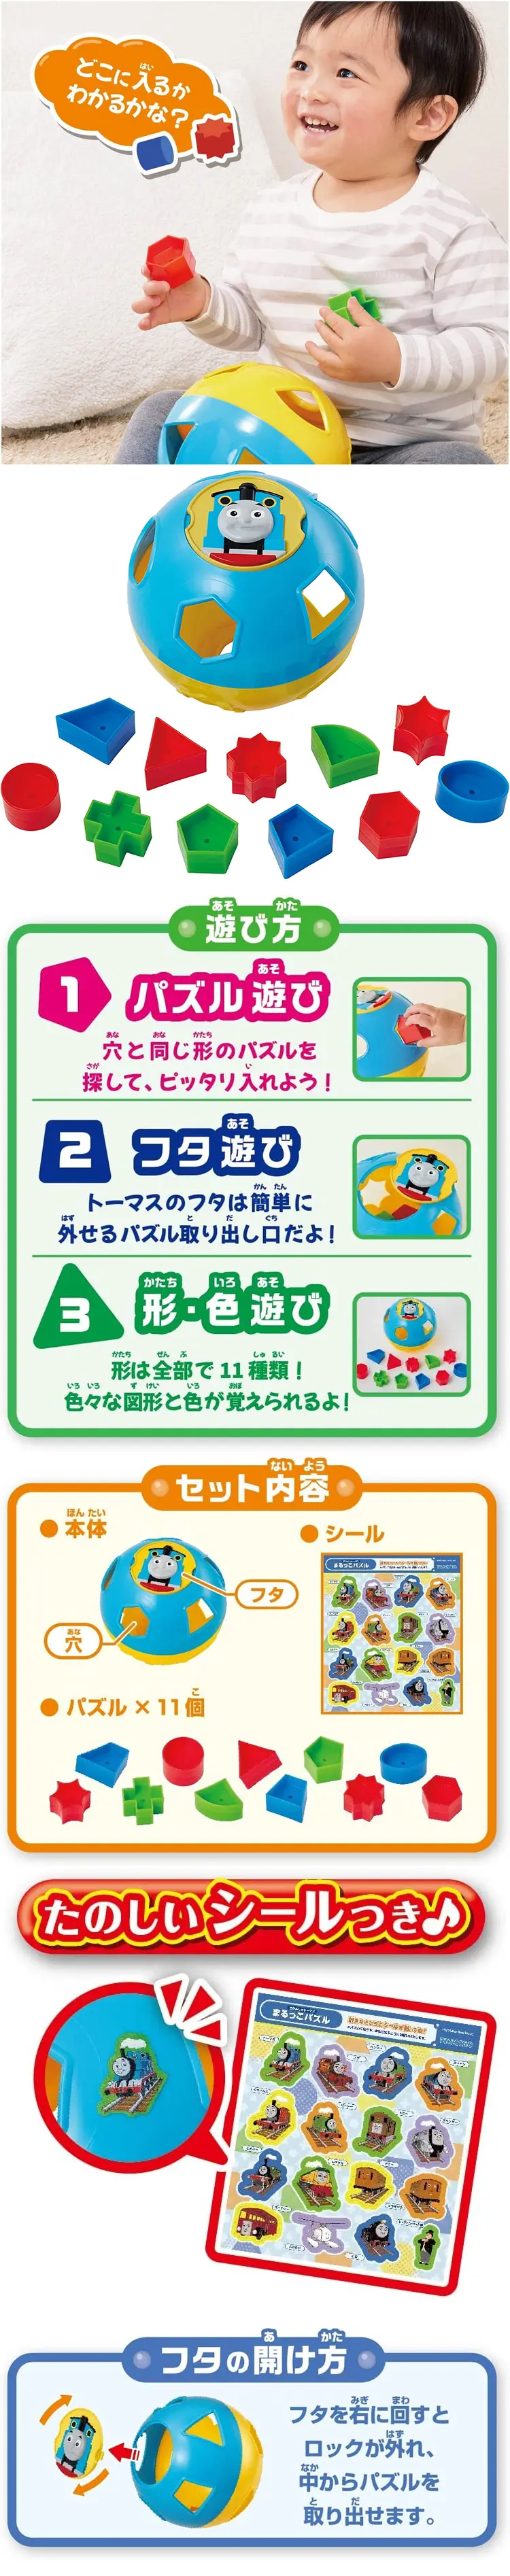 どこに入るか
わかるかな？
遊び方
1 パズル遊び
穴と同じ形のパズルを
探して、ピッタリ入れよう！
2 フタ遊び
トーマスのフタは簡単に
外せるパズル取り出し口だよ！
3 形・色遊び
形は全部で11種類！
色々な図形と色が覚えられるよ！
セット内容
●本体
フタ
穴
●シール
まるっこパズル
●パズル×11個
たのしいシールつき♪
まるっこパズル
フタの開け方
フタを右に回すと
ロックが外れ、
中からパズルを
取り出せます。